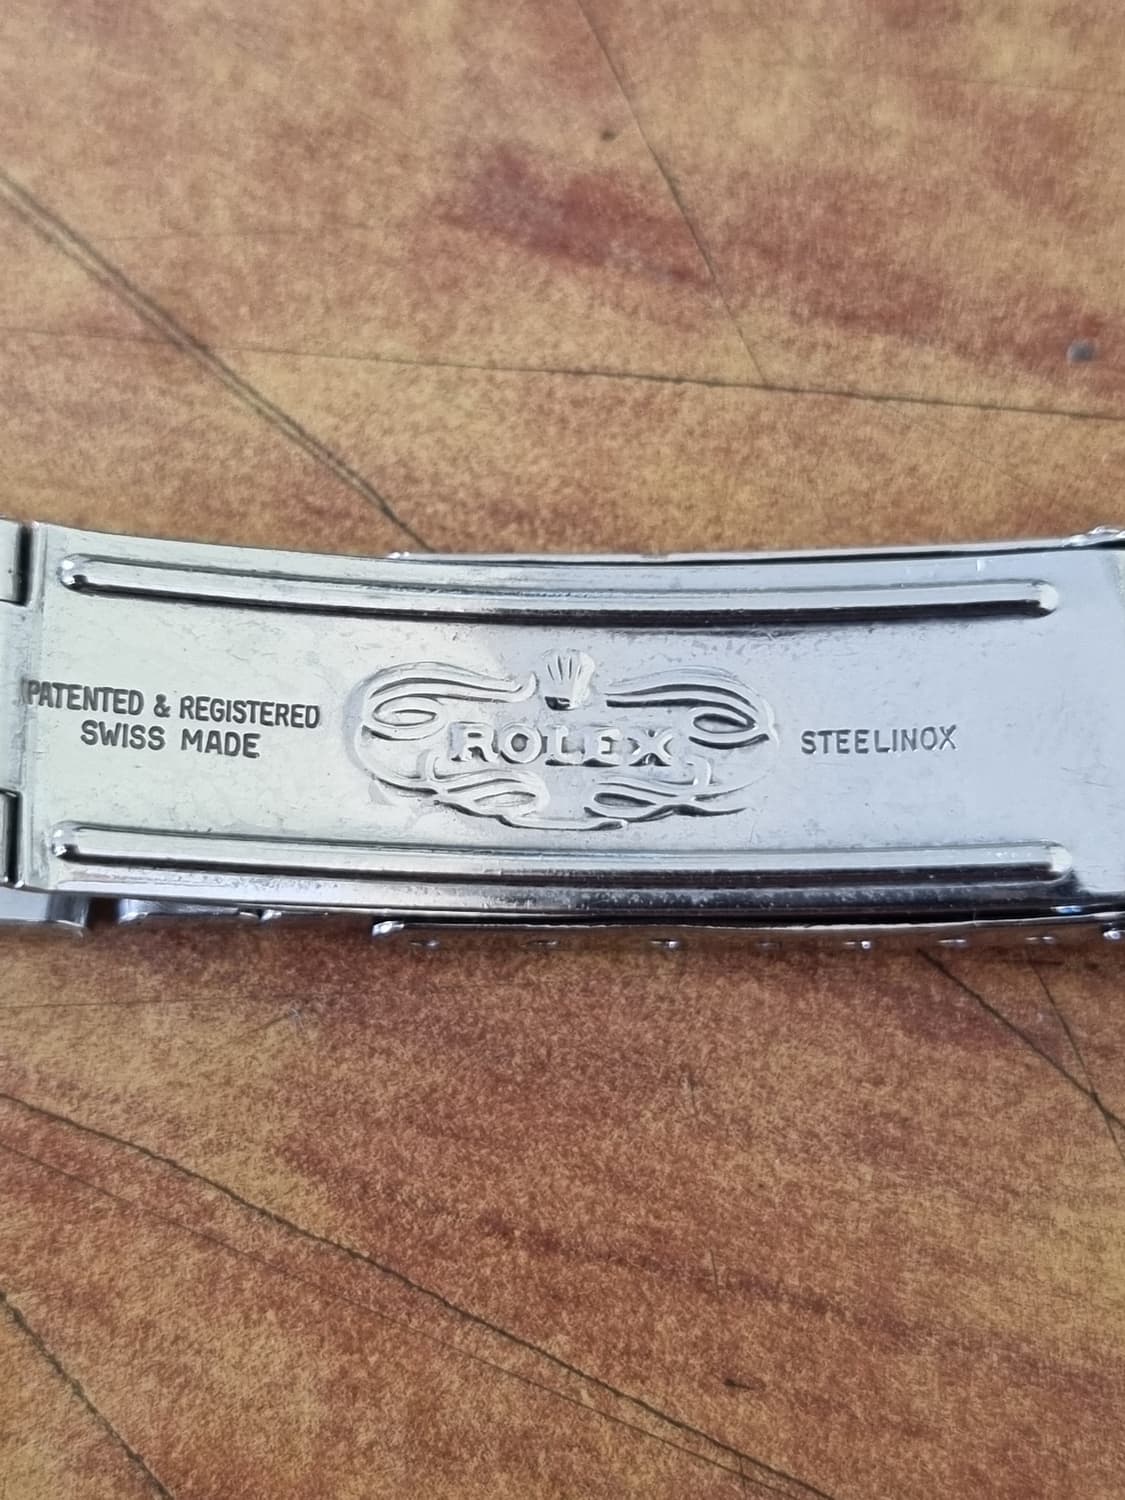 PATENTED & REGISTERED
SWISS MADE
ROLEX
STEELINOX